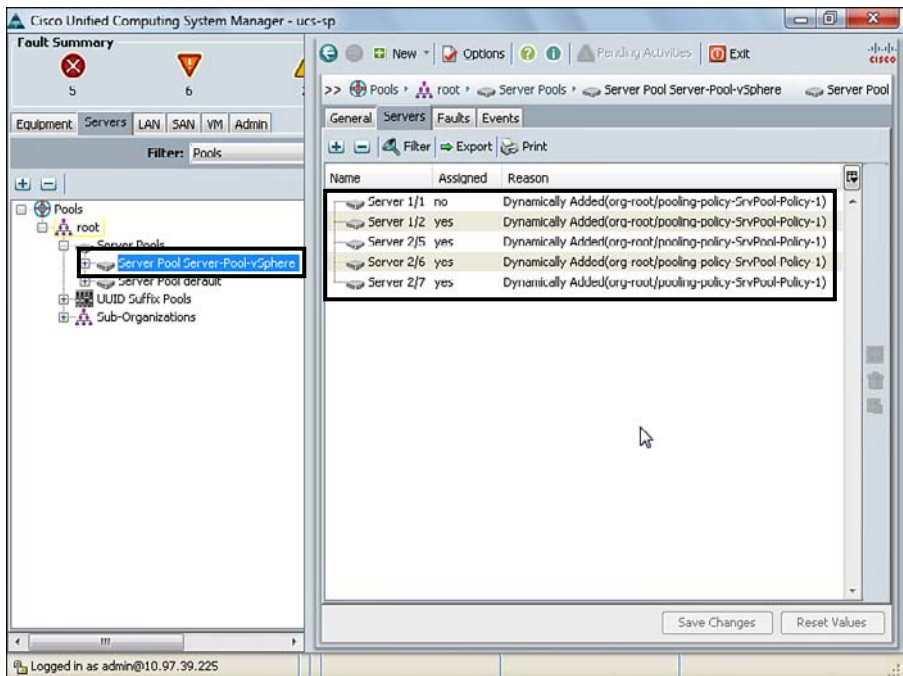 Cisco Unified Computing System Manager - ucs-sp
Fault Summary
5
6
New
Options
Pending Activities
Exit
CISCO
>> Pools
root
Server Pools
Server Pool Server-Pool-vSphere
Server Pool
Equipment
Servers
LAN
SAN
VM
Admin
Filter: Pools
Pools
root
Server Pools
Server Pool Server-Pool-vSphere
Server Pool default
UUID Suffix Pools
Sub-Organizations
General
Servers
Faults
Events
Filter
Export
Print
Name Assigned Reason
Server 1/1 no Dynamically Added(org-root/pooling-policy-SrvPool-Policy-1)
Server 1/2 yes Dynamically Added(org-root/pooling-policy-SrvPool-Policy-1)
Server 2/5 yes Dynamically Added(org-root/pooling-policy-SrvPool-Policy-1)
Server 2/6 yes Dynamically Added(org-root/pooling-policy-SrvPool-Policy-1)
Server 2/7 yes Dynamically Added(org-root/pooling-policy-SrvPool-Policy-1)
Save Changes
Reset Values
Logged in as admin@10.97.39.225